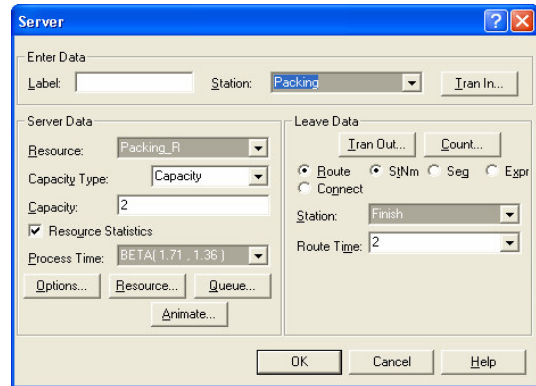 Server
Enter Data
Label: Station: Packing Tran In...
Server Data
Resource: Packing_R
Capacity Type: Capacity
Capacity: 2
Resource Statistics
Process Time: BETA( 1.71 , 1.36 )
Options... Resource... Queue...
Animate...
Leave Data
Tran Out... Count...
Route StNm Seg Expr
Connect
Station: Finish
Route Time: 2
OK Cancel Help